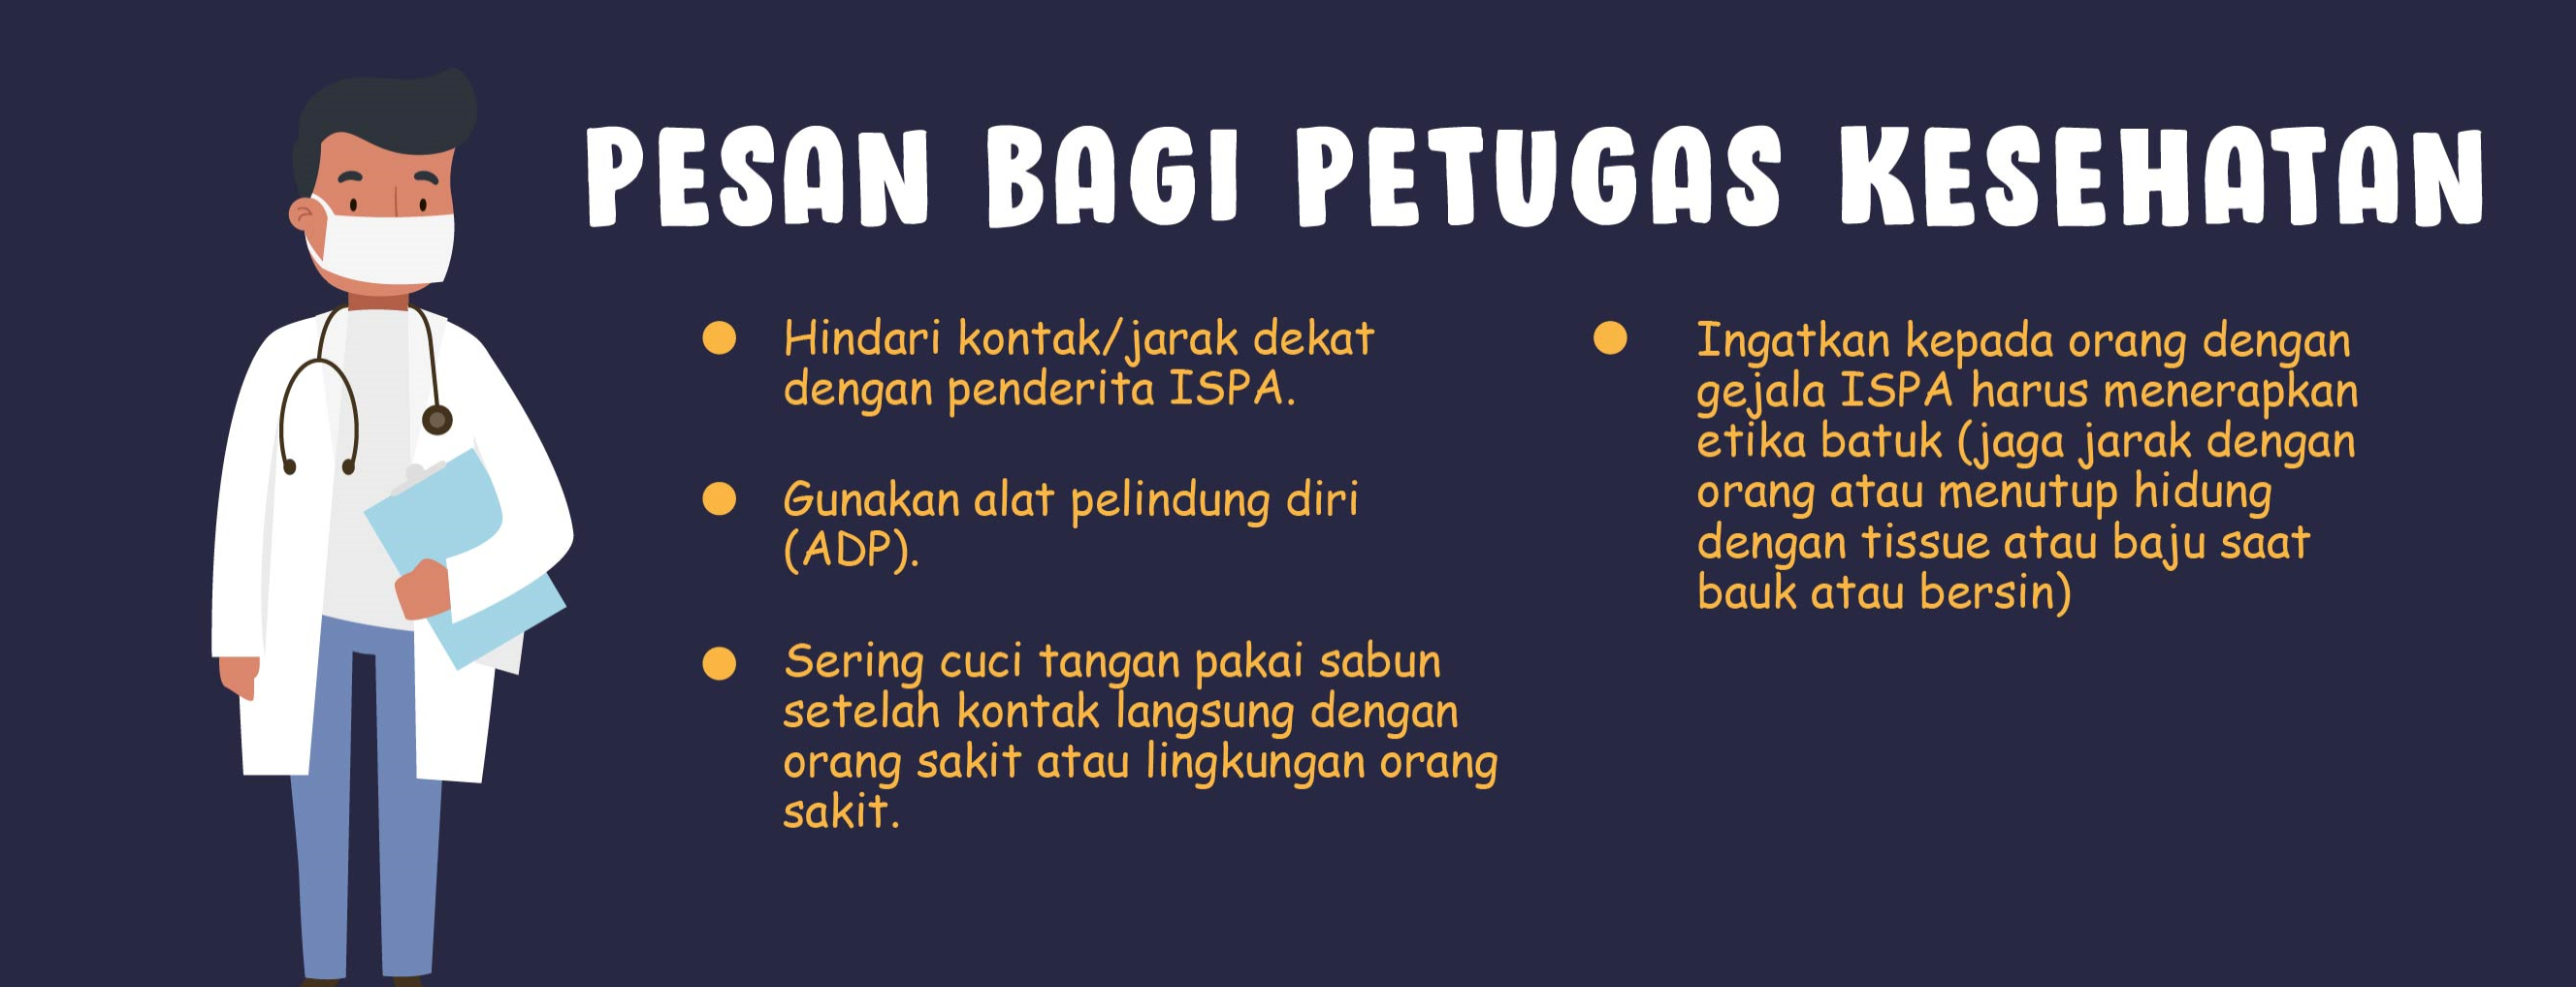 PESAN BAGI PETUGAS KESEHATAN
Hindari kontak/jarak dekat
dengan penderita ISPA.
Gunakan alat pelindung diri
(ADP).
Sering cuci tangan pakai sabun
setelah kontak langsung dengan
orang sakit atau lingkungan orang
sakit.
Ingatkan kepada orang dengan
gejala ISPA harus menerapkan
etika batuk (jaga jarak dengan
orang atau menutup hidung
dengan tissue atau baju saat
bauk atau bersin)